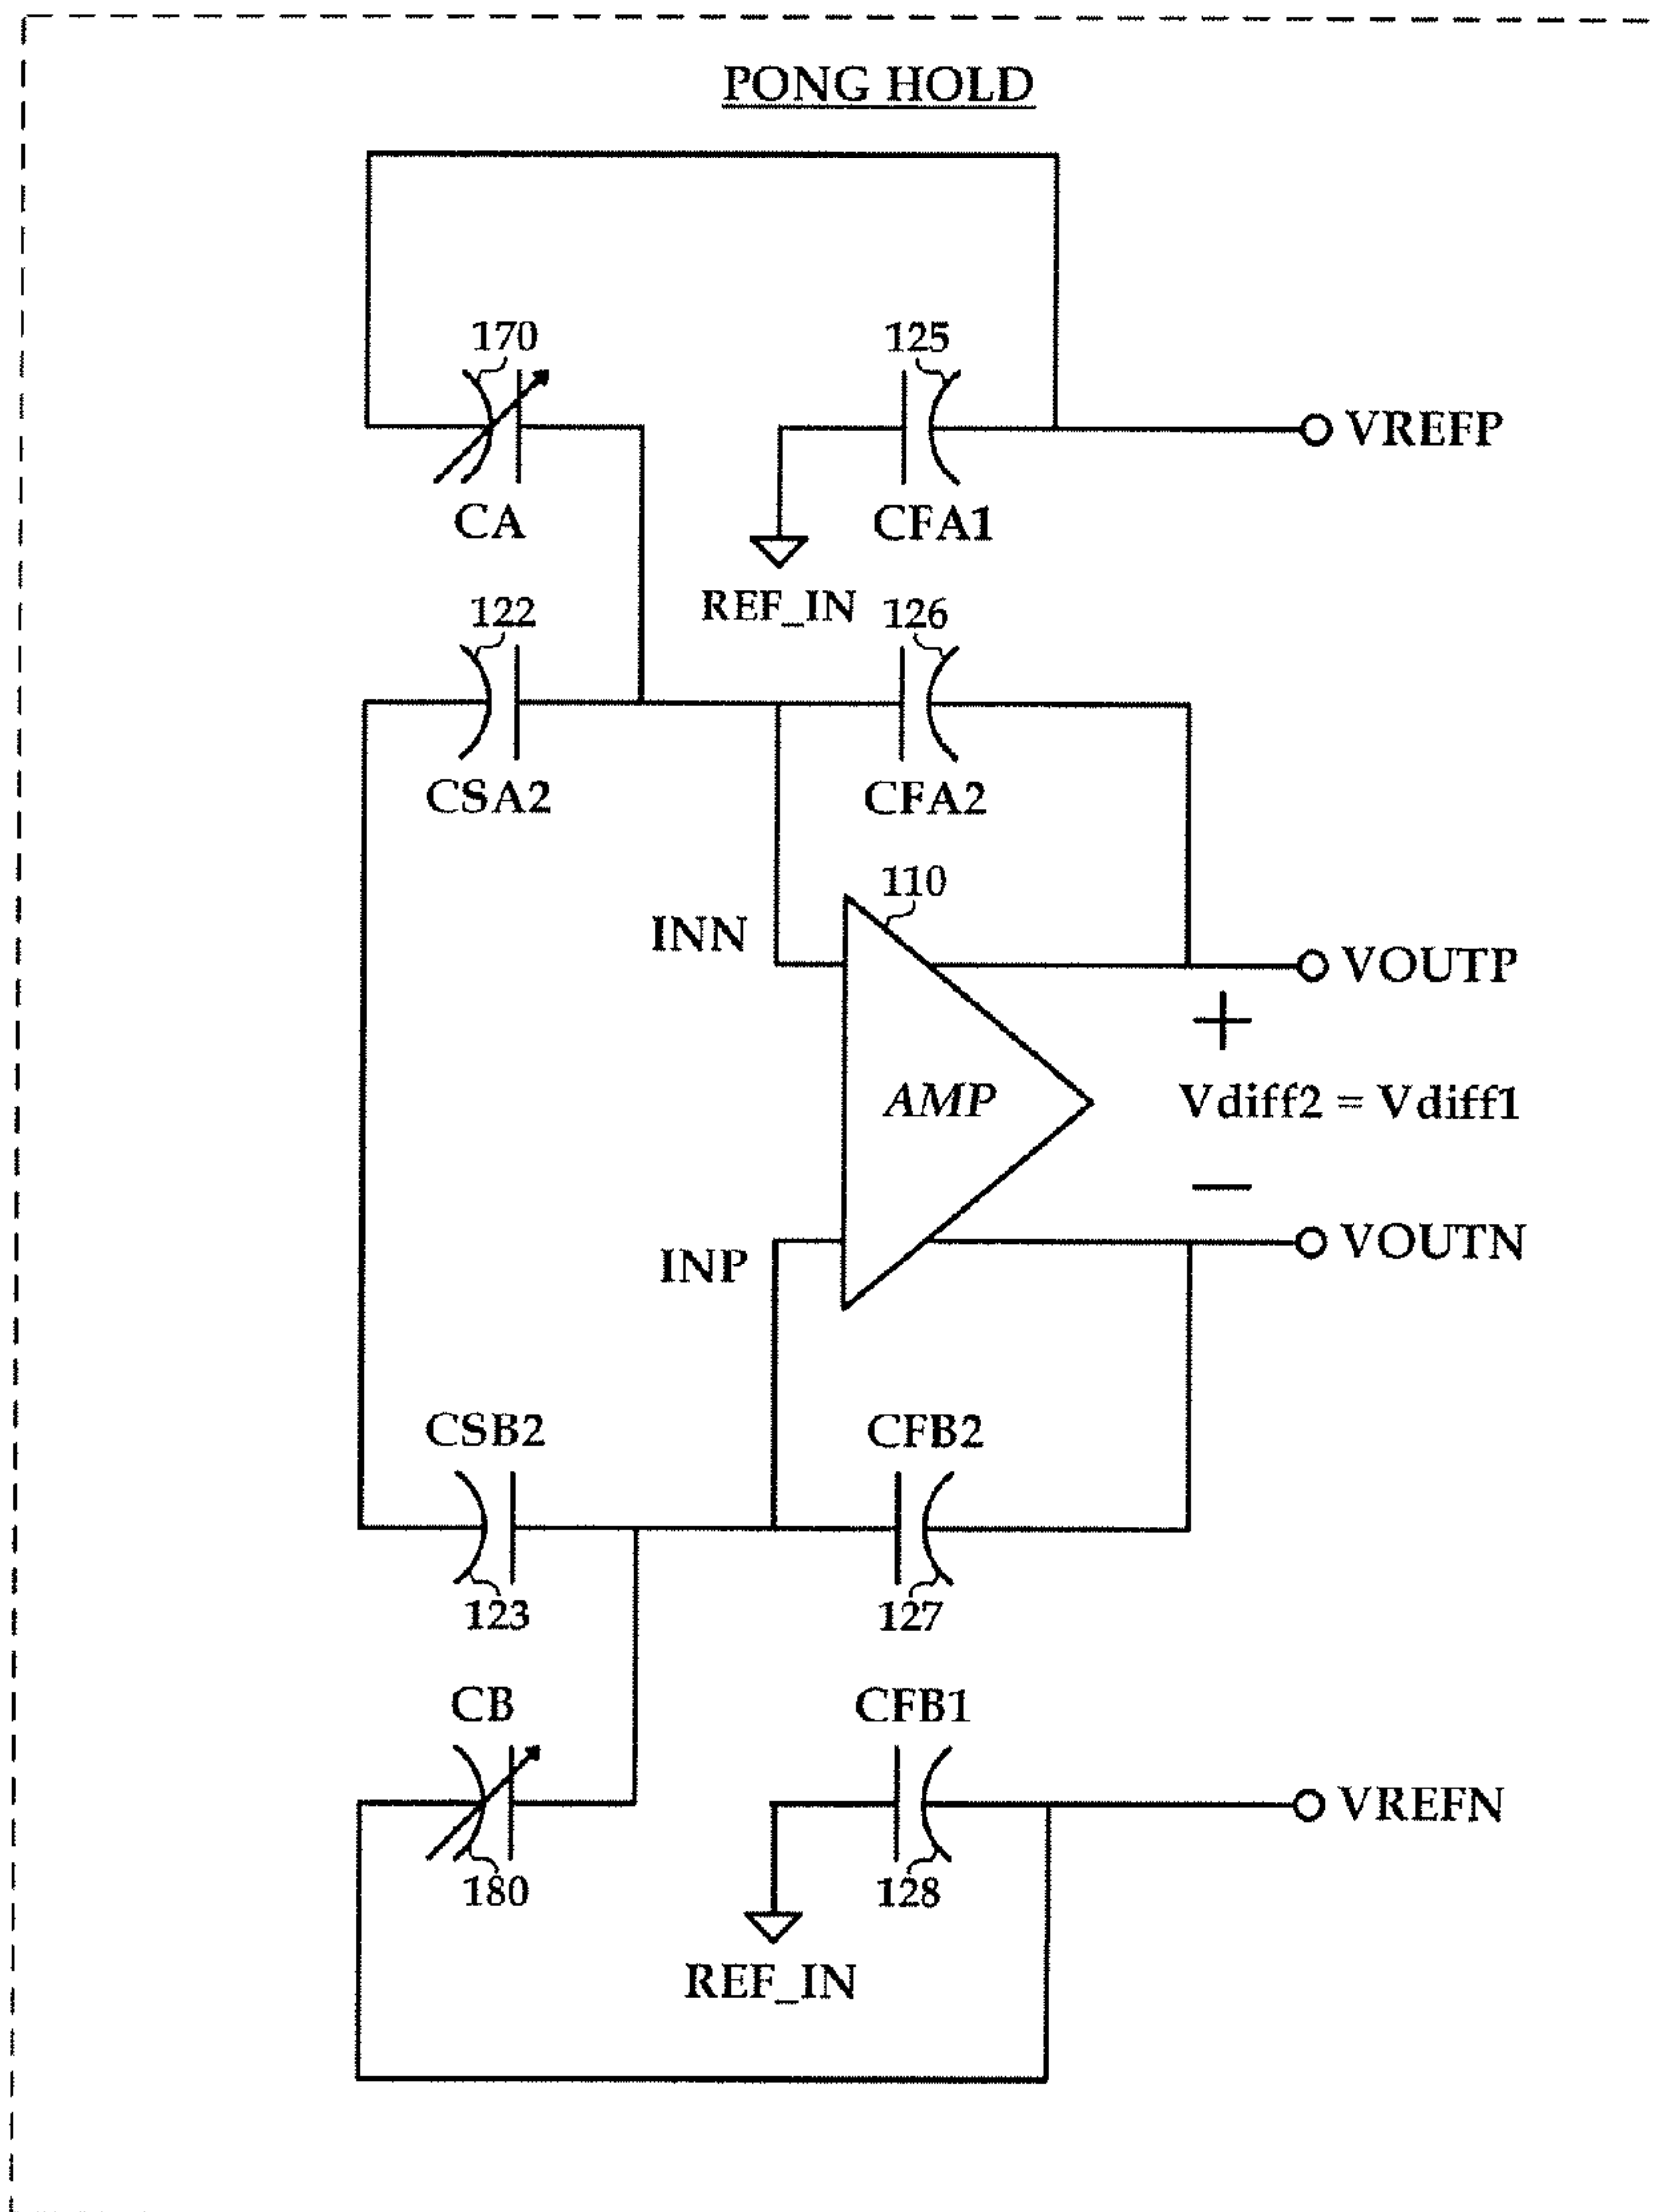 PONG HOLD
170
125
VREFP
CA
CFA1
REF_IN
122
126
CSA2
CFA2
110
INN
VOUTP
+
AMP
Vdiff2 = Vdiff1
—
INP
VOUTN
CSB2
CFB2
123
127
CB
CFB1
VREFN
180
128
REF_IN